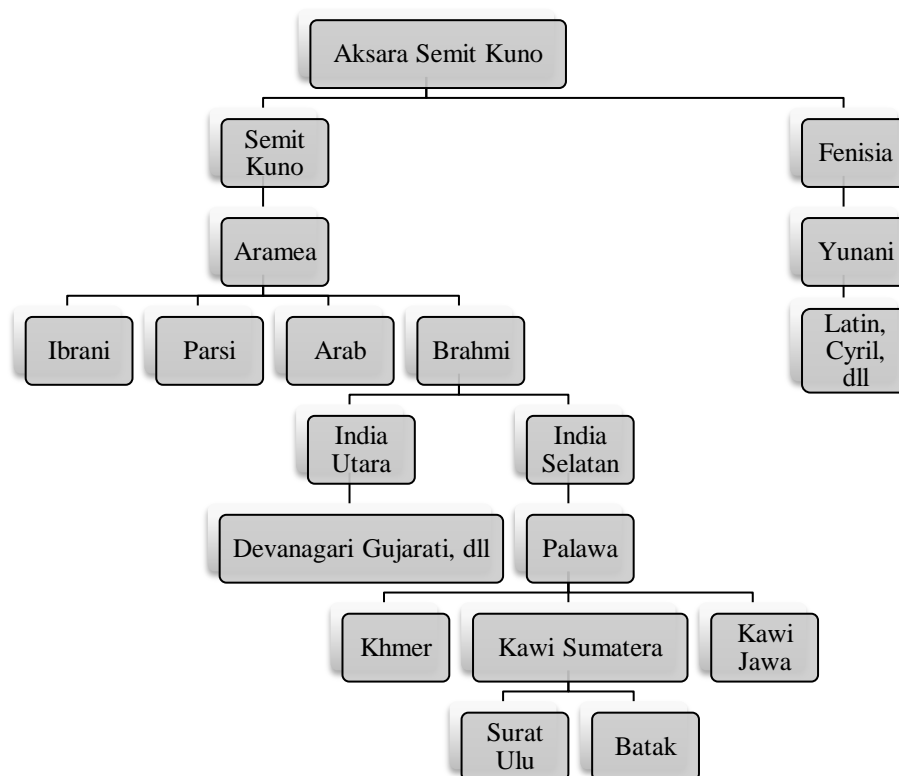 Aksara Semit Kuno
Semit
Kuno
Fenisia
Aramea
Yunani
Ibrani
Parsi
Arab
Brahmi
Latin,
Cyril,
dll
India
Utara
India
Selatan
Devanagari Gujarati, dll
Palawa
Khmer
Kawi Sumatera
Kawi
Jawa
Surat
Ulu
Batak